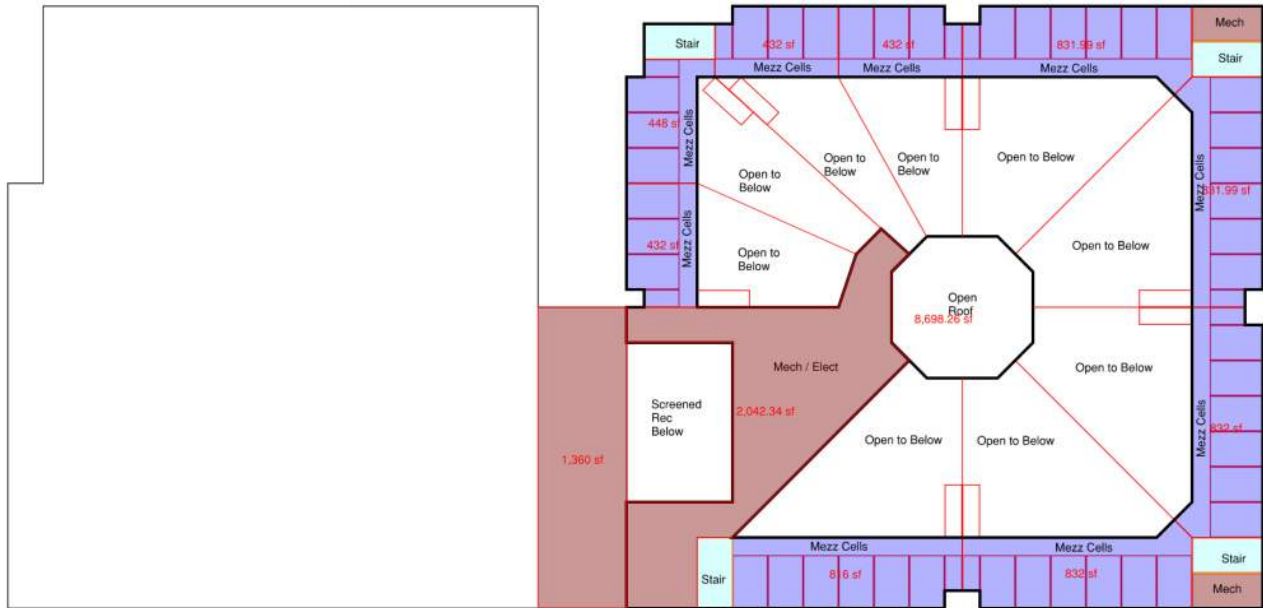 Mech
Stair
432 sf
432 sf
831.99 sf
Stair
Mezz Cells
Mezz Cells
Mezz Cells
448 sf
Mezz Cells
Open to
Below
Open to
Below
Open to
Below
Open to Below
Mezz Cells
831.99 sf
432 sf
Mezz Cells
Open to
Below
Open to
Below
Open
Roof
8,698.26 sf
Mech / Elect
Open to
Below
Screened
Rec
Below
2,042.34 sf
Mezz Cells
832 sf
Open to Below
Open to Below
1,360 sf
Mezz Cells
Mezz Cells
Stair
816 sf
832 sf
Stair
Mech